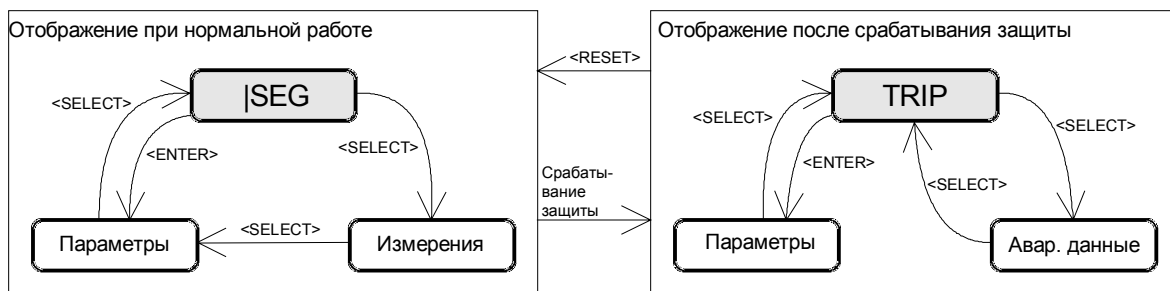 Отображение при нормальной работе
|SEG
<SELECT>
<ENTER>
<SELECT>
Параметры
<SELECT>
Измерения
<RESET>
Срабаты-
вание
защиты
Отображение после срабатывания защиты
TRIP
<SELECT>
<ENTER>
<SELECT>
<SELECT>
Параметры
Авар. данные